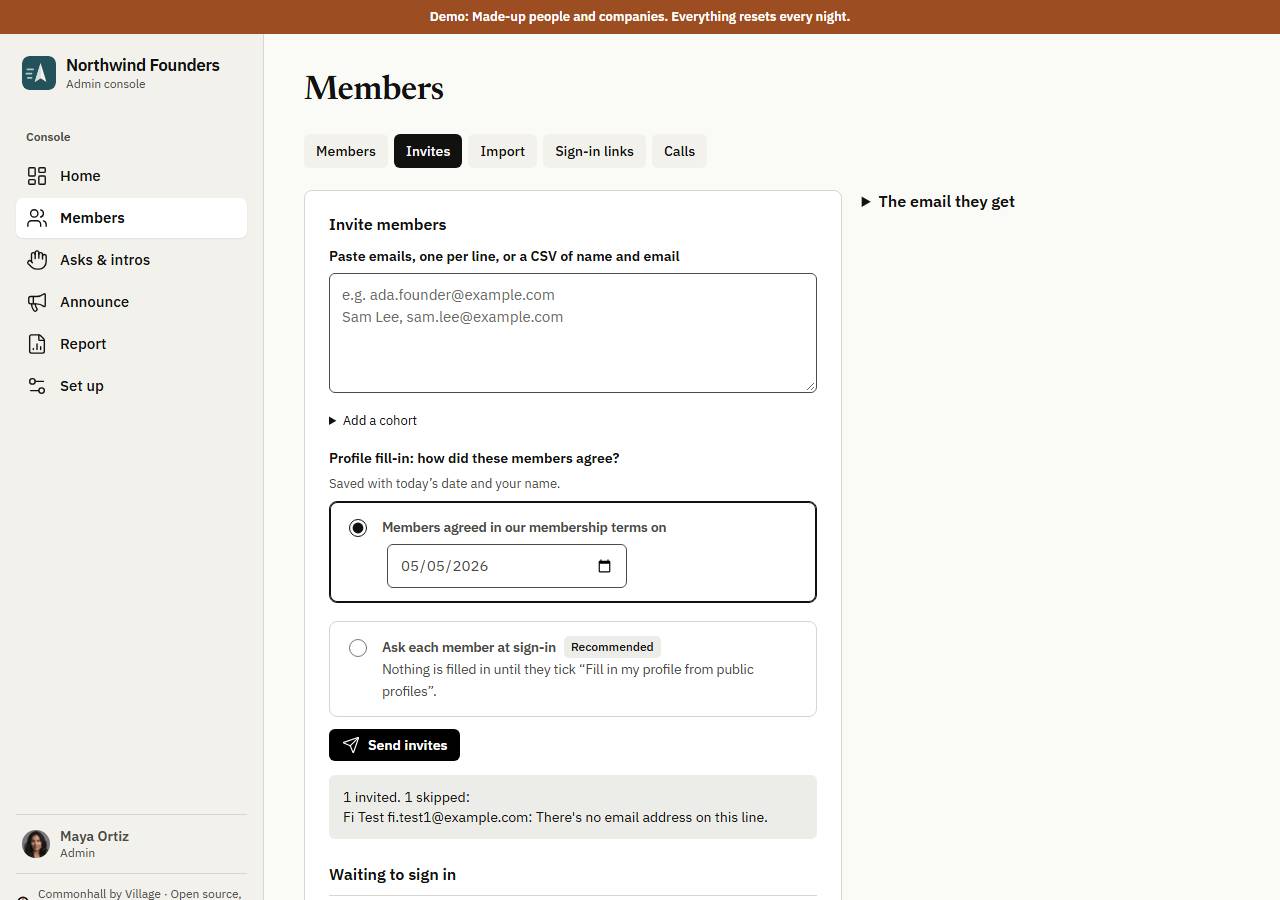 Demo: Made-up people and companies. Everything resets every night.
Northwind Founders
Admin console
Console
Home
Members
Asks & intros
Announce
Report
Set up
Maya Ortiz
Admin
Commonhall by Village · Open source,
Members
Members
Invites
Import
Sign-in links
Calls
Invite members
Paste emails, one per line, or a CSV of name and email
e.g. ada.founder@example.com
Sam Lee, sam.lee@example.com
Add a cohort
Profile fill-in: how did these members agree?
Saved with today’s date and your name.
Members agreed in our membership terms on
05/05/2026
Ask each member at sign-in Recommended
Nothing is filled in until they tick “Fill in my profile from public
profiles”.
Send invites
1 invited. 1 skipped:
Fi Test fi.test1@example.com: There's no email address on this line.
Waiting to sign in
The email they get